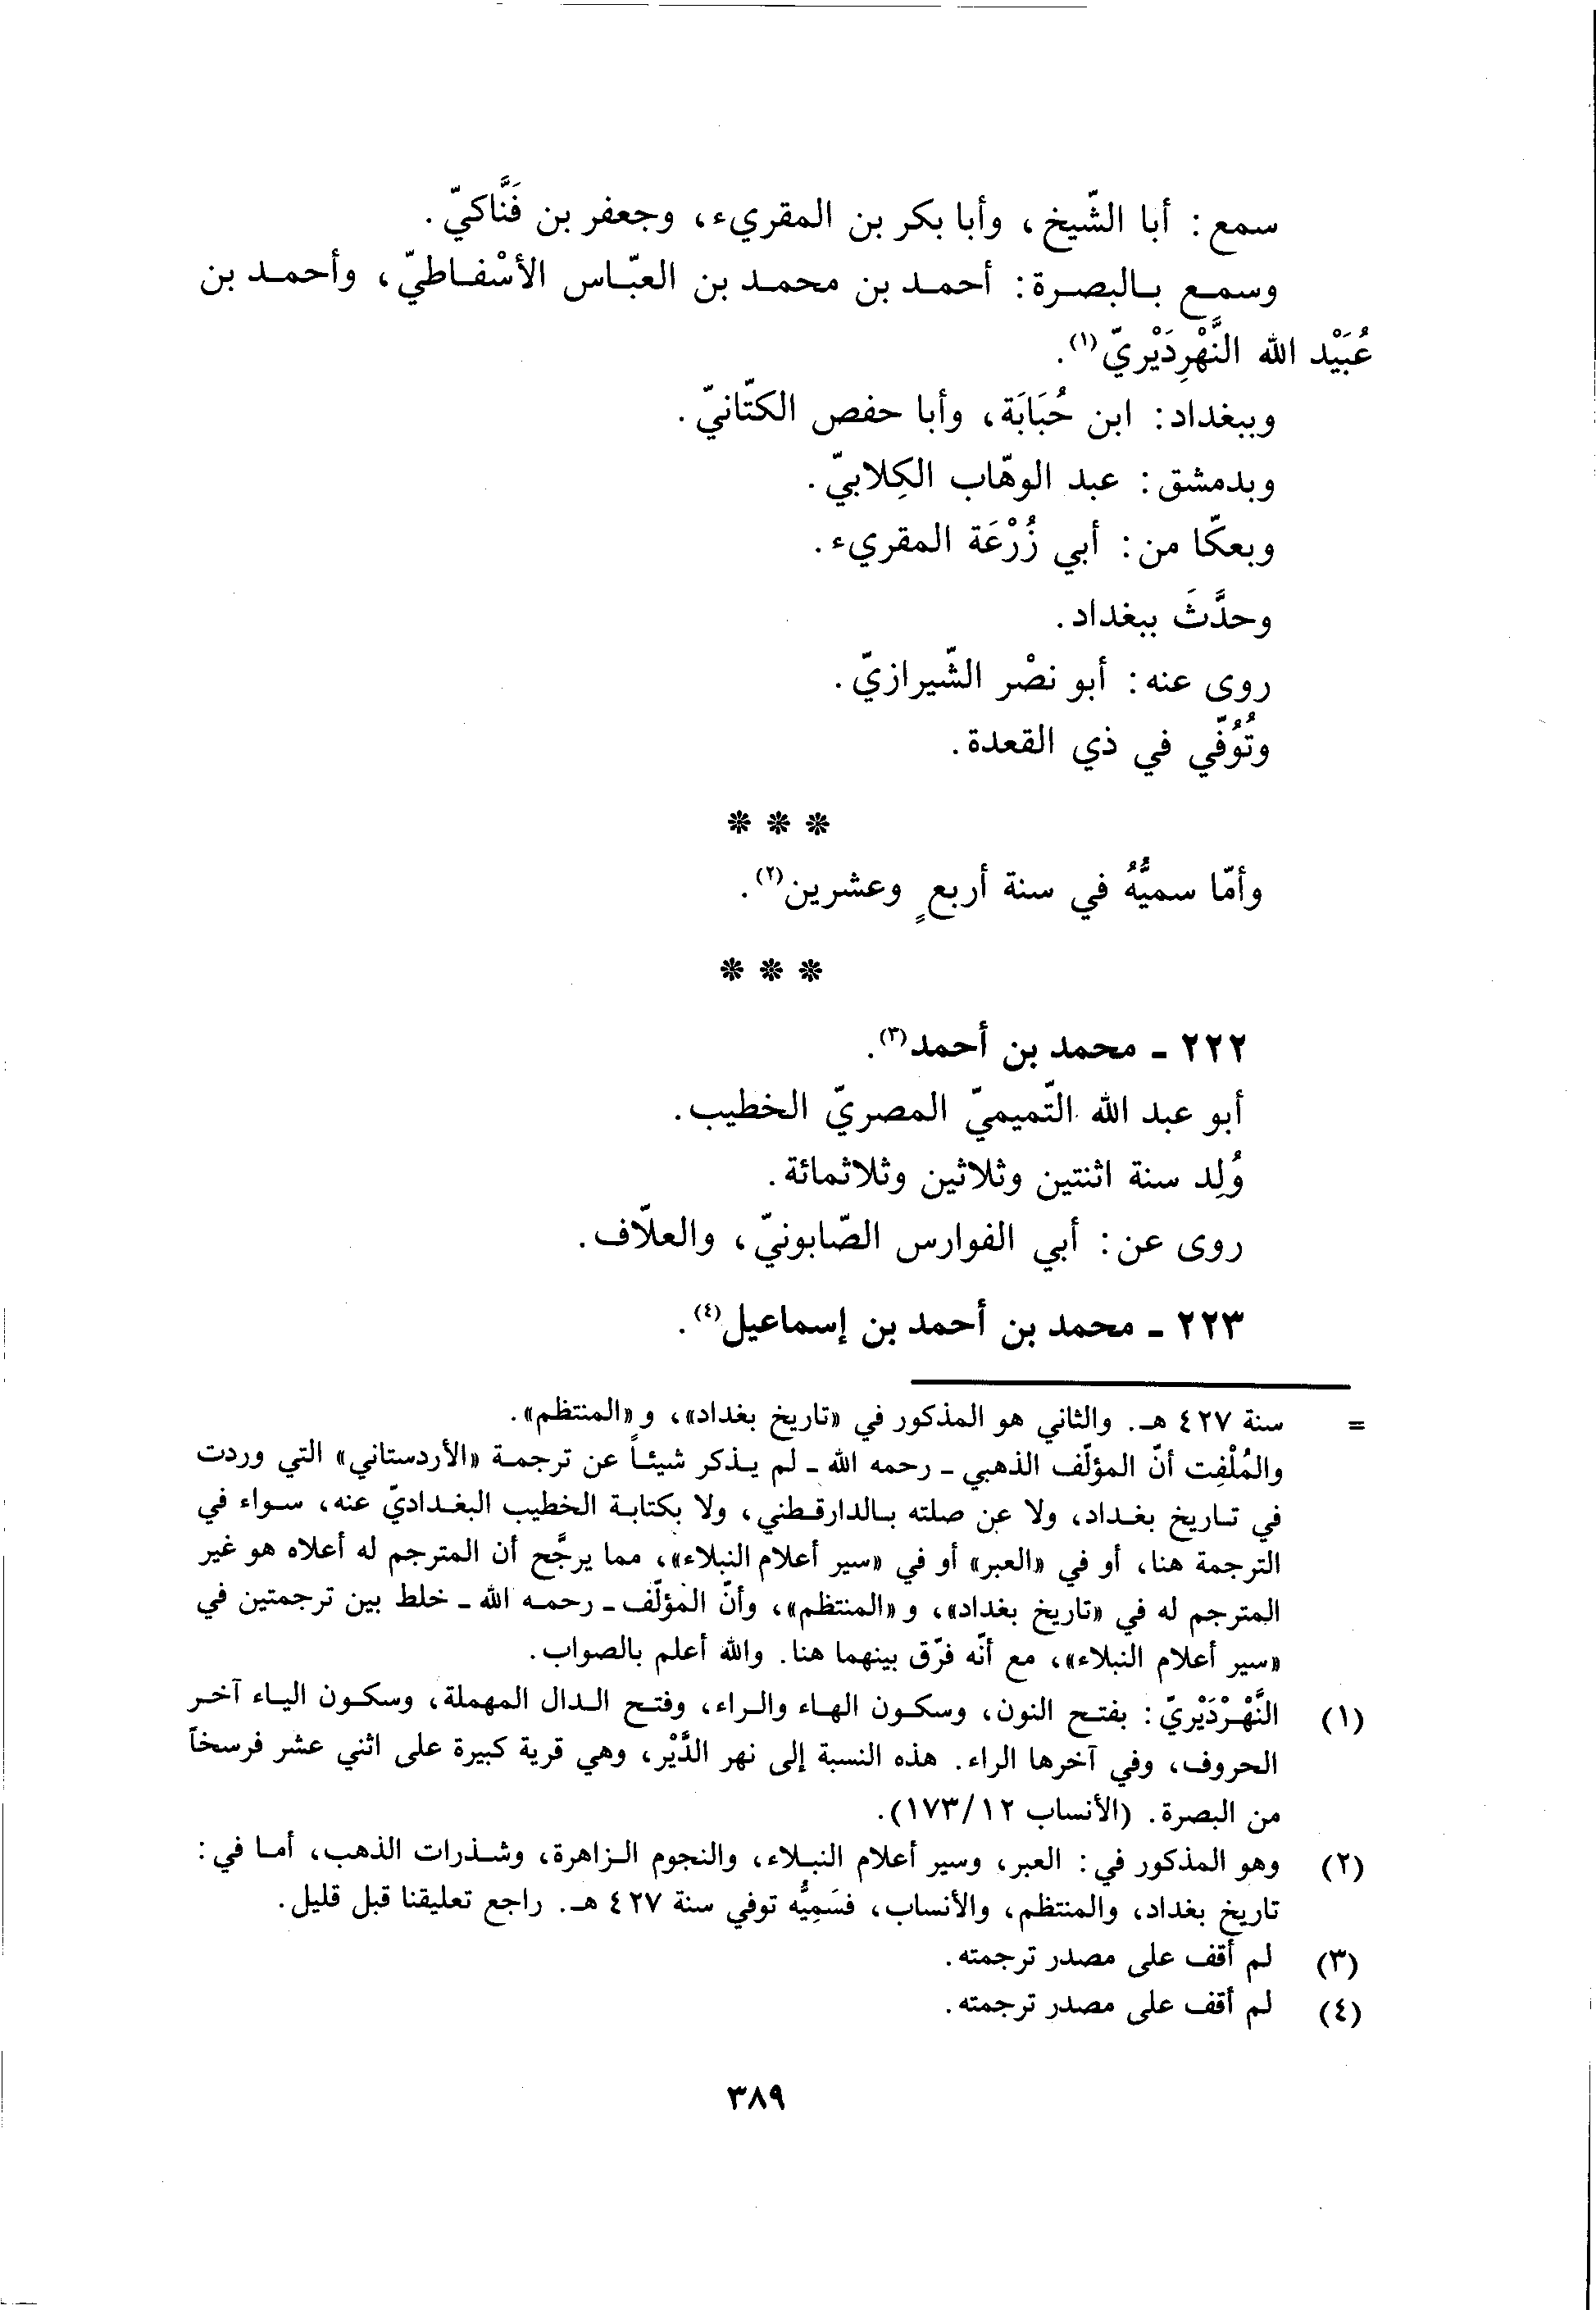 سمع: أبا الشّيخ، وأبا بكر بن المقريء، وجعفر بن فَنَّاكيّ.
وسمع بالبصرة: أحمد بن محمد بن العبّاس الأسْفاطيّ، وأحمد بن
عُبَيْد الله النَّهْرِدَيْريّ(١).
وببغداد: ابن حُبَابَة، وأبا حفص الكتّانيّ.
وبدمشق: عبد الوهّاب الكِلابيّ.
وبعكّا من: أبي زُرْعَة المقريء.
وحدَّثَ ببغداد.
روى عنه: أبو نصْر الشّيرازيّ.
وتُوُفّي في ذي القعدة.
* * *
وأمّا سميُّهُ في سنة أربعٍ وعشرين(٢).
* * *
٢٢٢ ـ محمد بن أحمد(٣).
أبو عبد الله التّميميّ المصريّ الخطيب.
وُلِد سنة اثنتين وثلاثين وثلاثمائة.
روى عن: أبي الفوارس الصّابونيّ، والعلّاف.
٢٢٣ ـ محمد بن أحمد بن إسماعيل(٤).
= سنة ٤٢٧ هـ. والثاني هو المذكور في «تاريخ بغداد»، و«المنتظم».
والمُلْفِت أنّ المؤلّف الذهبي ـ رحمه الله ـ لم يذكر شيئاً عن ترجمة «الأردستاني» التي وردت
في تاريخ بغداد، ولا عن صلته بالدارقطني، ولا بكتابة الخطيب البغداديّ عنه، سواء في
الترجمة هنا، أو في «العبر» أو في «سير أعلام النبلاء»، مما يرجَّح أن المترجم له أعلاه هو غير
المترجم له في «تاريخ بغداد»، و«المنتظم»، وأنّ المؤلّف ـ رحمه الله ـ خلط بين ترجمتين في
«سير أعلام النبلاء»، مع أنّه فرّق بينهما هنا. والله أعلم بالصواب.
(١) النَّهْرْدَيْريّ: بفتح النون، وسكون الهاء والراء، وفتح الدال المهملة، وسكون الياء آخر
الحروف، وفي آخرها الراء. هذه النسبة إلى نهر الدَّيْر، وهي قرية كبيرة على اثني عشر فرسخاً
من البصرة. (الأنساب ١٢/١٧٣).
(٢) وهو المذكور في: العبر، وسير أعلام النبلاء، والنجوم الزاهرة، وشذرات الذهب، أما في:
تاريخ بغداد، والمنتظم، والأنساب، فسَمِيُّه توفي سنة ٤٢٧ هـ. راجع تعليقنا قبل قليل.
(٣) لم أقف على مصدر ترجمته.
(٤) لم أقف على مصدر ترجمته.
٣٨٩